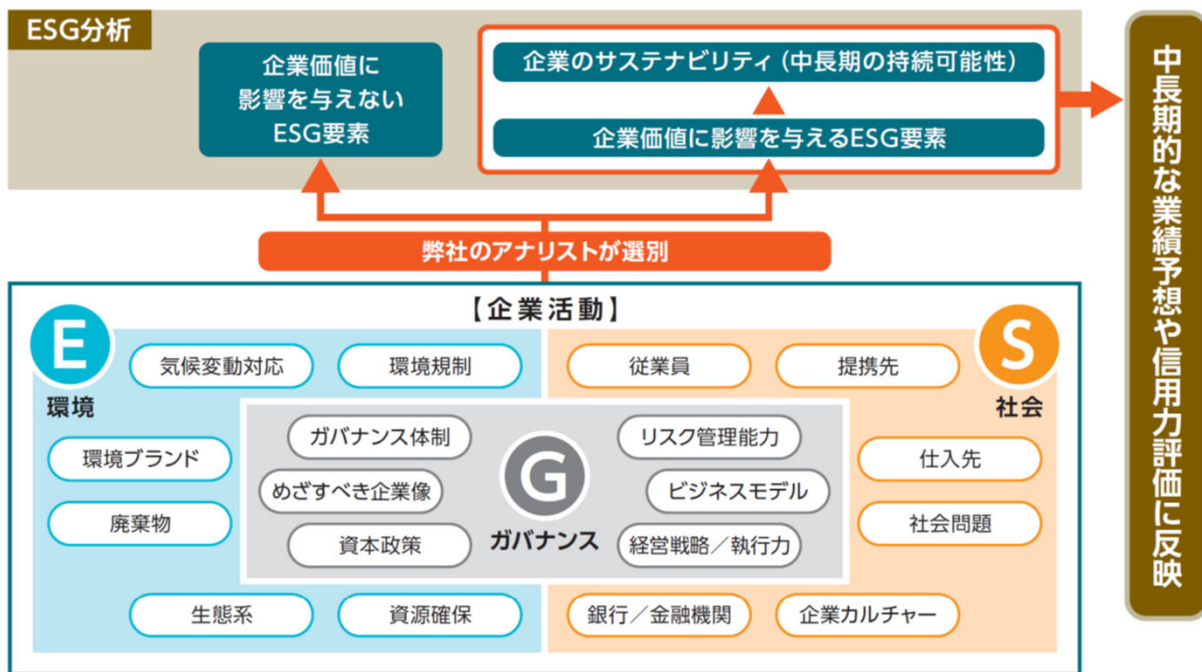 ESG分析
企業価値に
影響を与えない
ESG要素
企業のサステナビリティ（中長期の持続可能性）
企業価値に影響を与えるESG要素
中長期的な業績予想や信用力評価に反映
弊社のアナリストが選別
【企業活動】
E
環境
気候変動対応
環境規制
環境ブランド
廃棄物
生態系
資源確保
ガバナンス体制
めざすべき企業像
資本政策
G
ガバナンス
リスク管理能力
ビジネスモデル
経営戦略／執行力
S
社会
従業員
提携先
仕入先
社会問題
銀行／金融機関
企業カルチャー